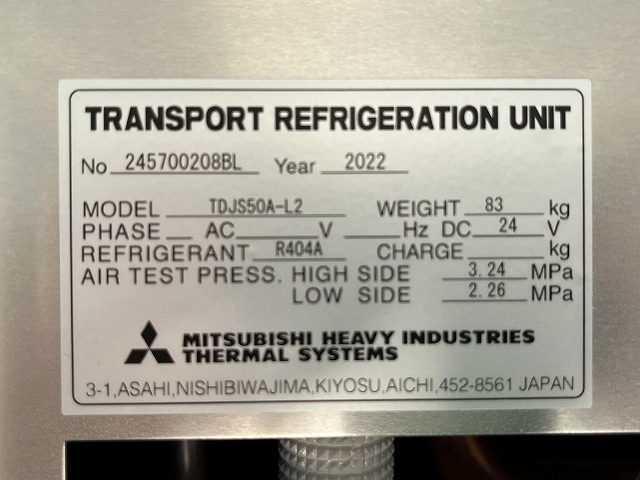 TRANSPORT REFRIGERATION UNIT
No 245700208BL Year 2022
MODEL TDJS50A-L2 WEIGHT 83 kg
PHASE AC V Hz DC 24 V
REFRIGERANT R404A CHARGE kg
AIR TEST PRESS. HIGH SIDE 3.24 MPa
LOW SIDE 2.26 MPa
MITSUBISHI HEAVY INDUSTRIES
THERMAL SYSTEMS
3-1,ASAHI,NISHIBIWAJIMA,KIYOSU,AICHI,452-8561 JAPAN